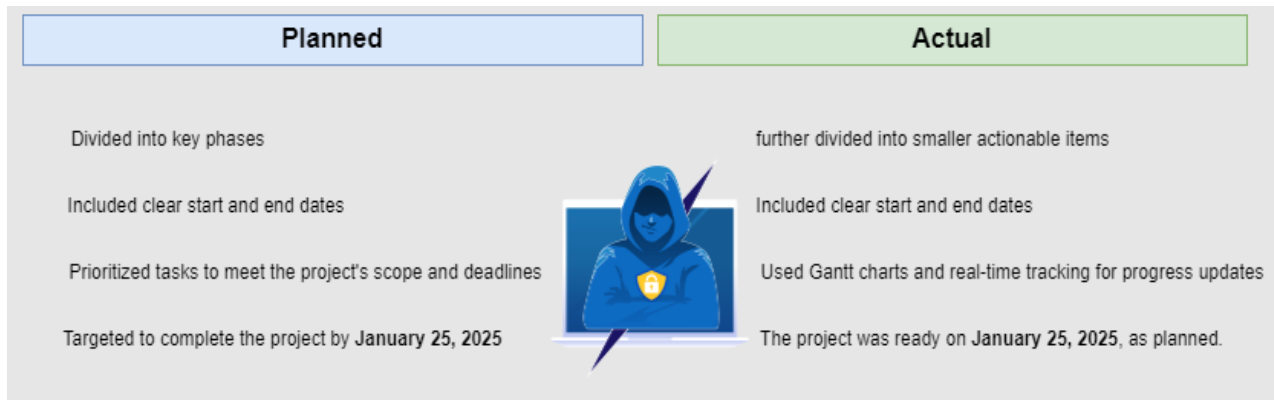 Planned
Actual
Divided into key phases
further divided into smaller actionable items
Included clear start and end dates
Included clear start and end dates
Prioritized tasks to meet the project's scope and deadlines
Used Gantt charts and real-time tracking for progress updates
Targeted to complete the project by January 25, 2025
The project was ready on January 25, 2025, as planned.